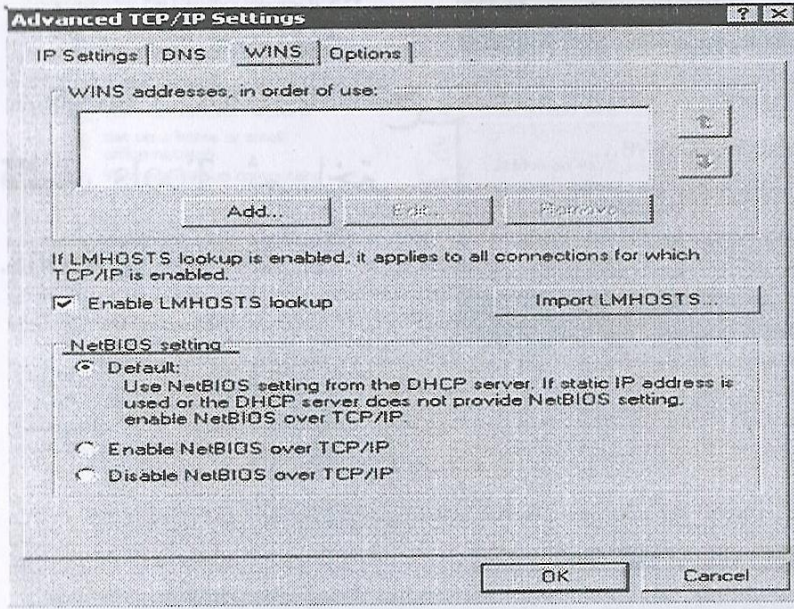 Advanced TCP/IP Settings
IP Settings DNS WINS Options
WINS addresses, in order of use:
Add... Edit... Remove
If LMHOSTS lookup is enabled, it applies to all connections for which
TCP/IP is enabled.
Enable LMHOSTS lookup
Import LMHOSTS...
NetBIOS setting
Default:
Use NetBIOS setting from the DHCP server. If static IP address is
used or the DHCP server does not provide NetBIOS setting,
enable NetBIOS over TCP/IP.
Enable NetBIOS over TCP/IP
Disable NetBIOS over TCP/IP
OK Cancel